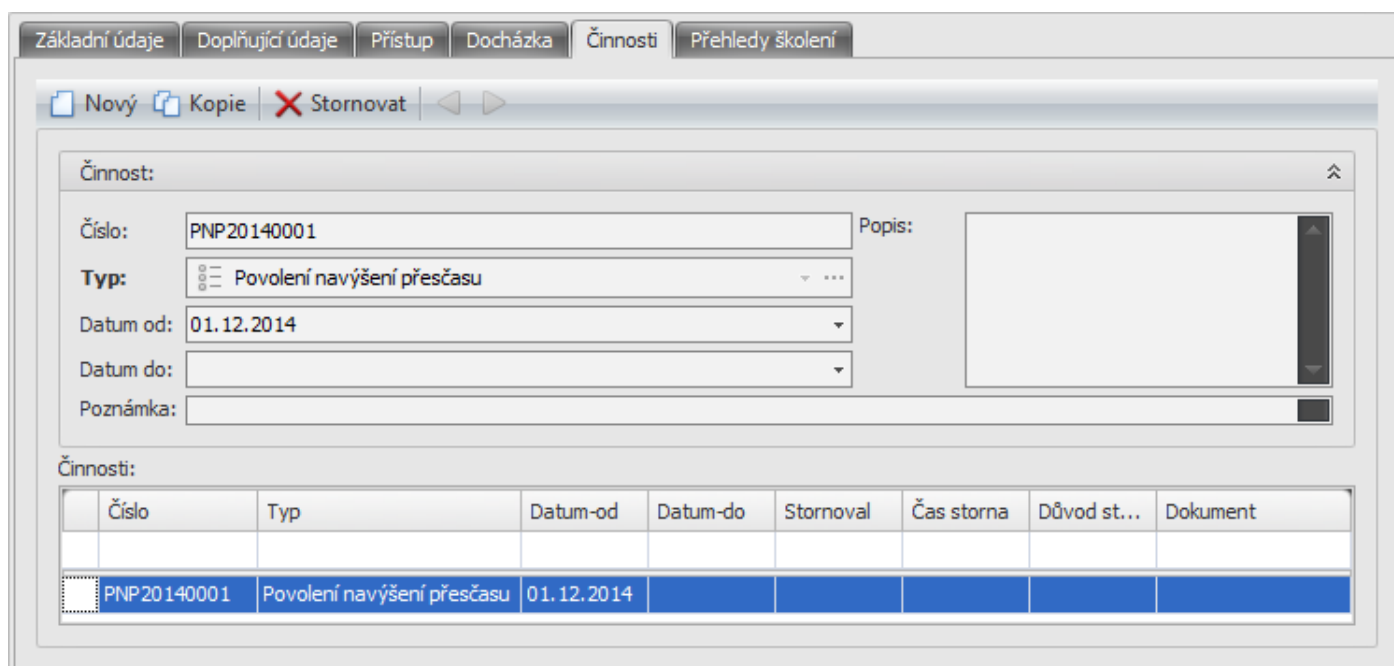 Základní údaje Doplňující údaje Přístup Docházka Činnosti Přehledy školení
Nový Kopie Stornovat
Činnost:
Číslo: PNP20140001 Popis:
Typ: Povolení navýšení přesčasu ...
Datum od: 01.12.2014
Datum do:
Poznámka:
Činnosti:
Číslo Typ Datum-od Datum-do Stornoval Čas storna Důvod st... Dokument
PNP20140001 Povolení navýšení přesčasu 01.12.2014